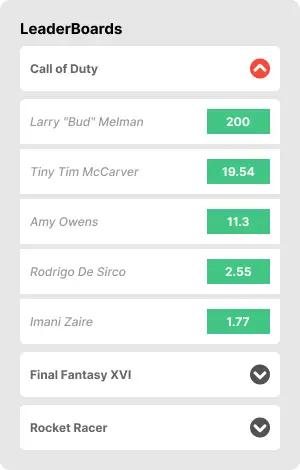 LeaderBoards
Call of Duty
Larry "Bud" Melman 200
Tiny Tim McCarver 19.54
Amy Owens 11.3
Rodrigo De Sirco 2.55
Imani Zaire 1.77
Final Fantasy XVI
Rocket Racer